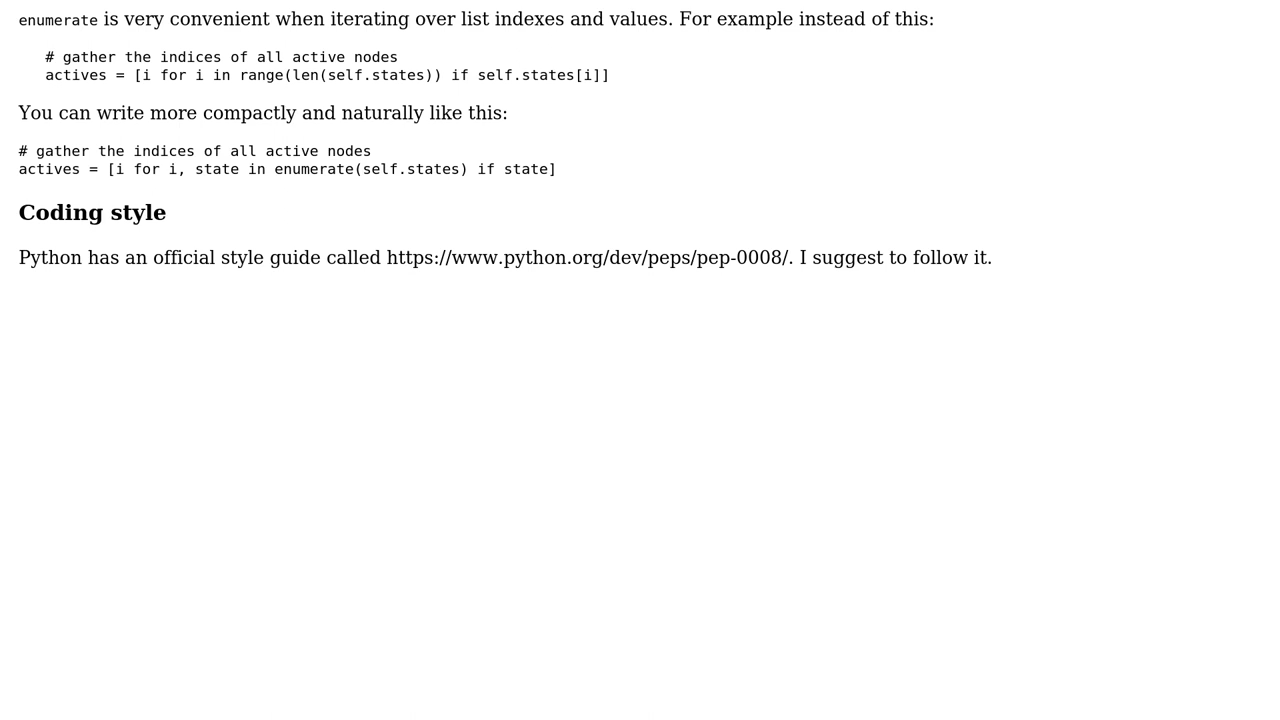 enumerate is very convenient when iterating over list indexes and values. For example instead of this:
# gather the indices of all active nodes
actives = [i for i in range(len(self.states)) if self.states[i]]
You can write more compactly and naturally like this:
# gather the indices of all active nodes
actives = [i for i, state in enumerate(self.states) if state]
Coding style
Python has an official style guide called https://www.python.org/dev/peps/pep-0008/. I suggest to follow it.